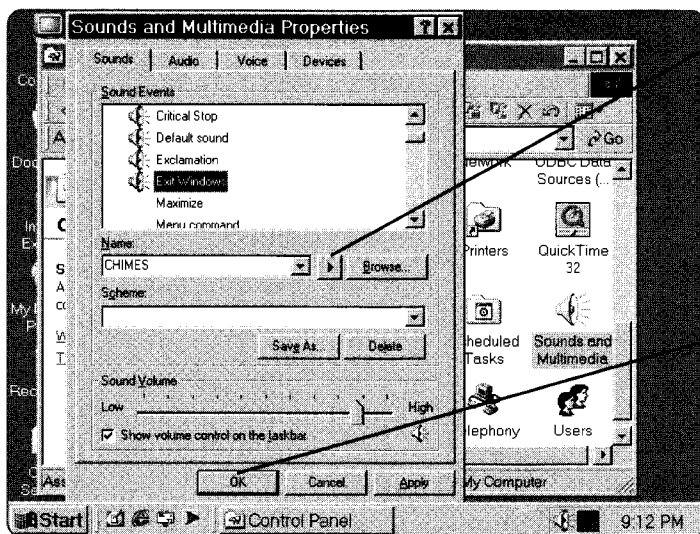 Sounds and Multimedia Properties
Sounds
Audio
Voice
Devices
Sound Events
Critical Stop
Default sound
Exclamation
Exit Windows
Maximize
Menu command
Name:
CHIMES
Browse...
Scheme:
Save As...
Delete
Sound Volume
Low
High
Show volume control on the taskbar
OK
Cancel
Apply
Go
ODBC Data
Sources (...
Printers
QuickTime
32
Scheduled
Tasks
Sounds and
Multimedia
Telephony
Users
My Computer
Start
Control Panel
9:12 PM